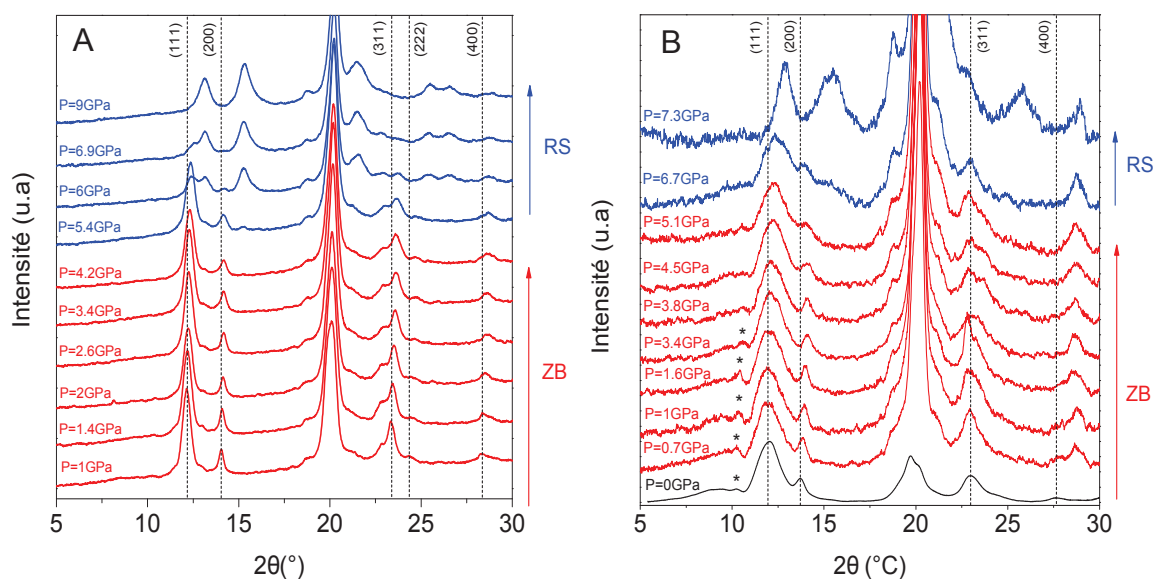 A
(111)
(200)
(311)
(222)
(400)
P=9GPa
P=6.9GPa
P=6GPa
P=5.4GPa
P=4.2GPa
P=3.4GPa
P=2.6GPa
P=2GPa
P=1.4GPa
P=1GPa
RS
ZB
Intensité (u.a)
5 10 15 20 25 30
2θ(°)
B
(111)
(200)
(311)
(400)
P=7.3GPa
P=6.7GPa
P=5.1GPa
P=4.5GPa
P=3.8GPa
P=3.4GPa
P=1.6GPa
P=1GPa
P=0.7GPa
P=0GPa
*
*
*
*
*
RS
ZB
Intensité (u.a)
5 10 15 20 25 30
2θ (°C)